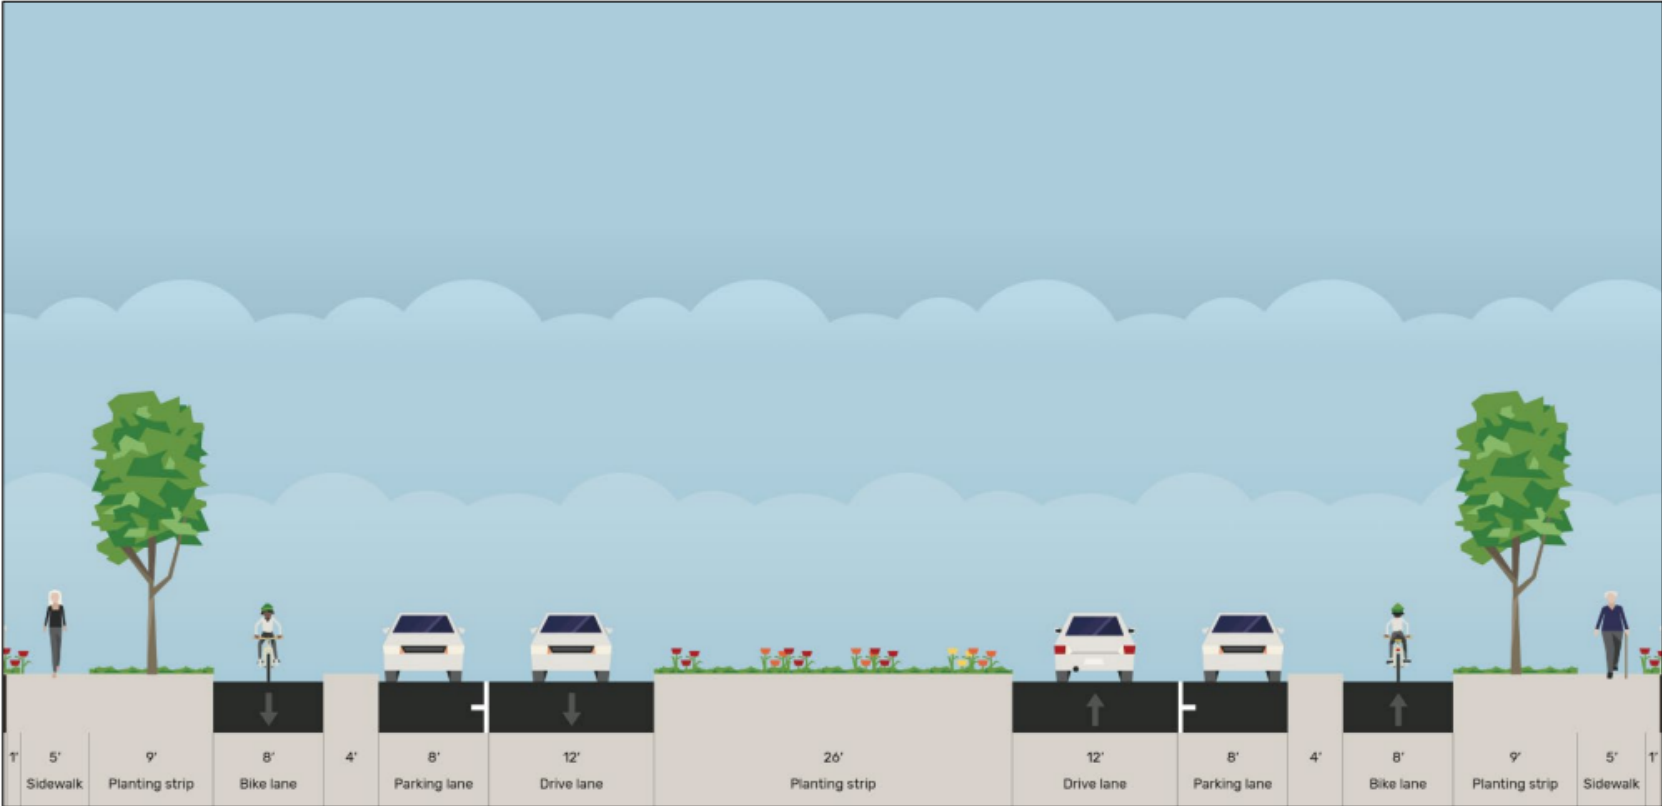 1' 5' 9' 8' 4' 8' 12' 26' 12' 8' 4' 8' 9' 5' 1'
Sidewalk Planting strip Bike lane Parking lane Drive lane Planting strip Drive lane Parking lane Bike lane Planting strip Sidewalk